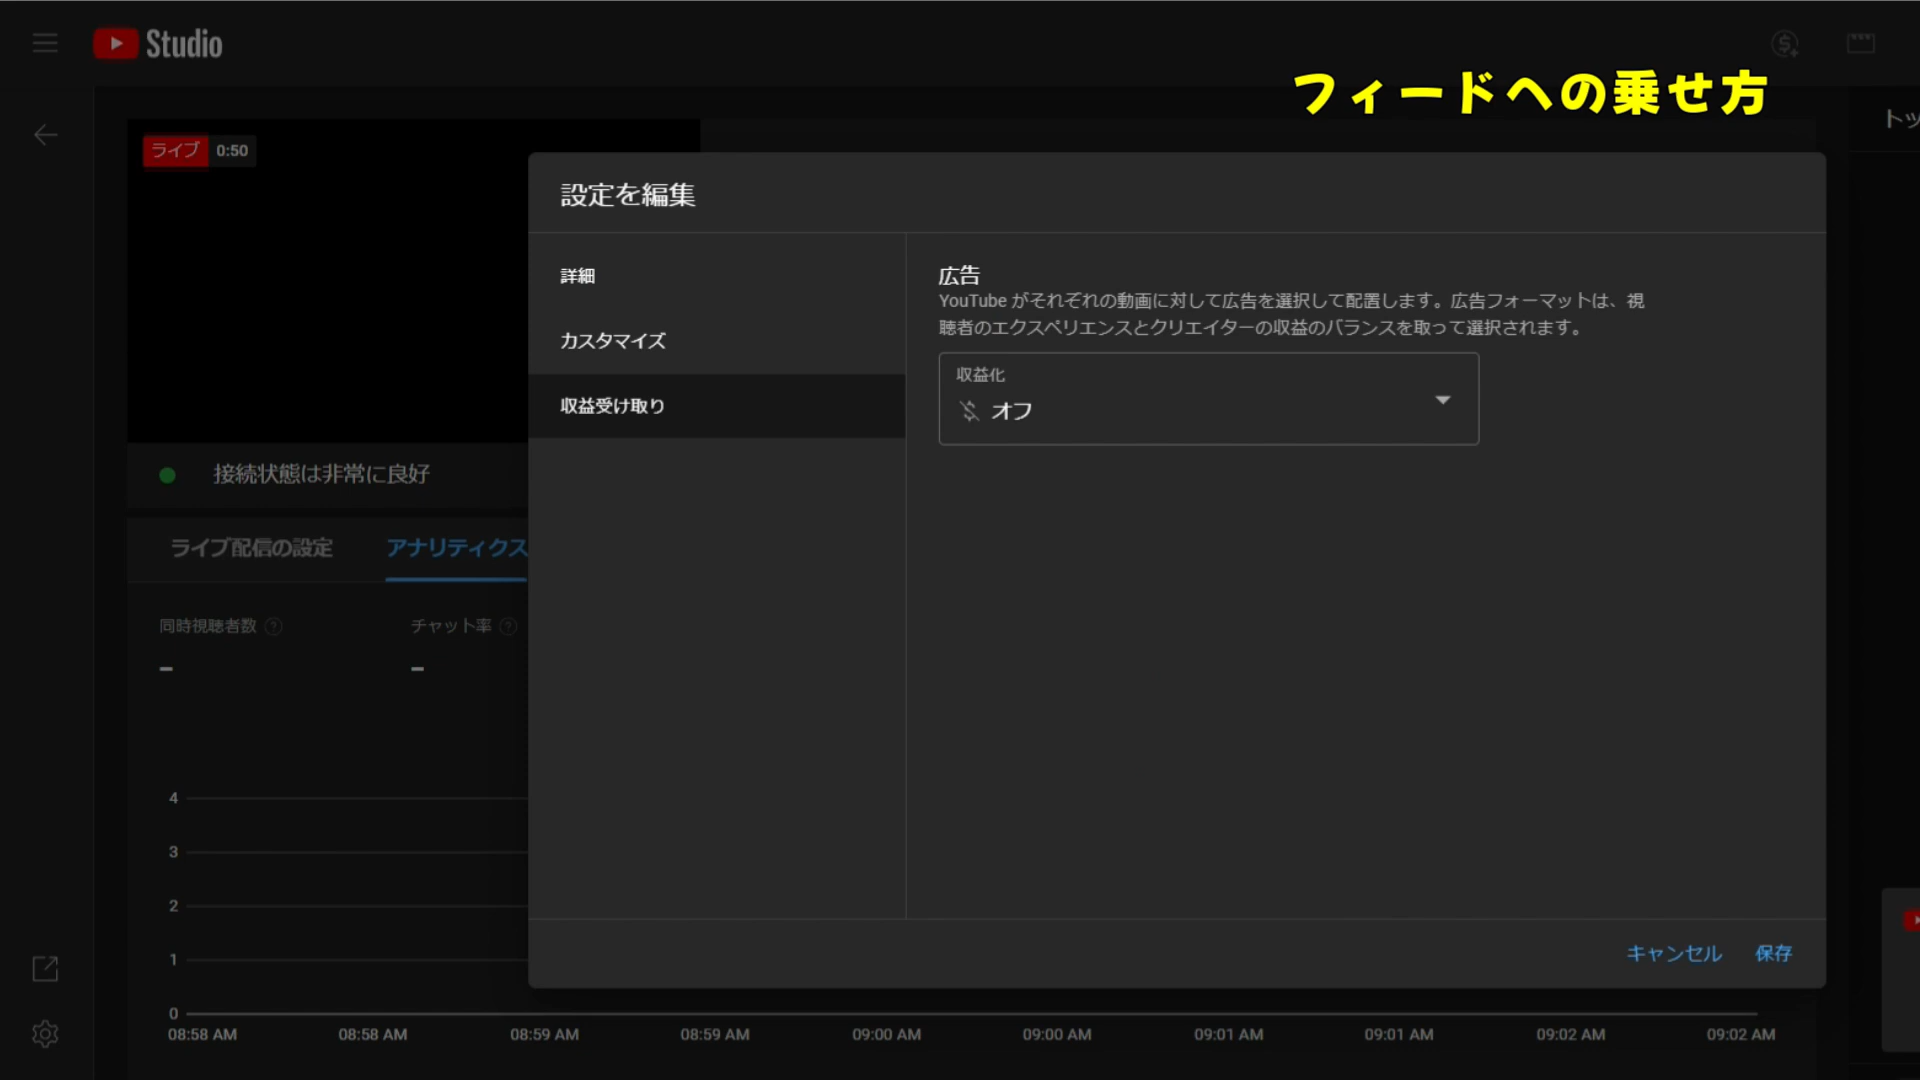 Studio
フィードへの乗せ方
トッ
ライブ 0:50
設定を編集
詳細
カスタマイズ
収益受け取り
広告
YouTube がそれぞれの動画に対して広告を選択して配置します。広告フォーマットは、視
聴者のエクスペリエンスとクリエイターの収益のバランスを取って選択されます。
収益化
オフ
接続状態は非常に良好
ライブ配信の設定 アナリティクス
同時視聴者数 ? チャット率 ?
– –
4
3
2
1
0
08:58 AM 08:58 AM 08:59 AM 08:59 AM 09:00 AM 09:00 AM 09:01 AM 09:01 AM 09:02 AM 09:02 AM
キャンセル 保存